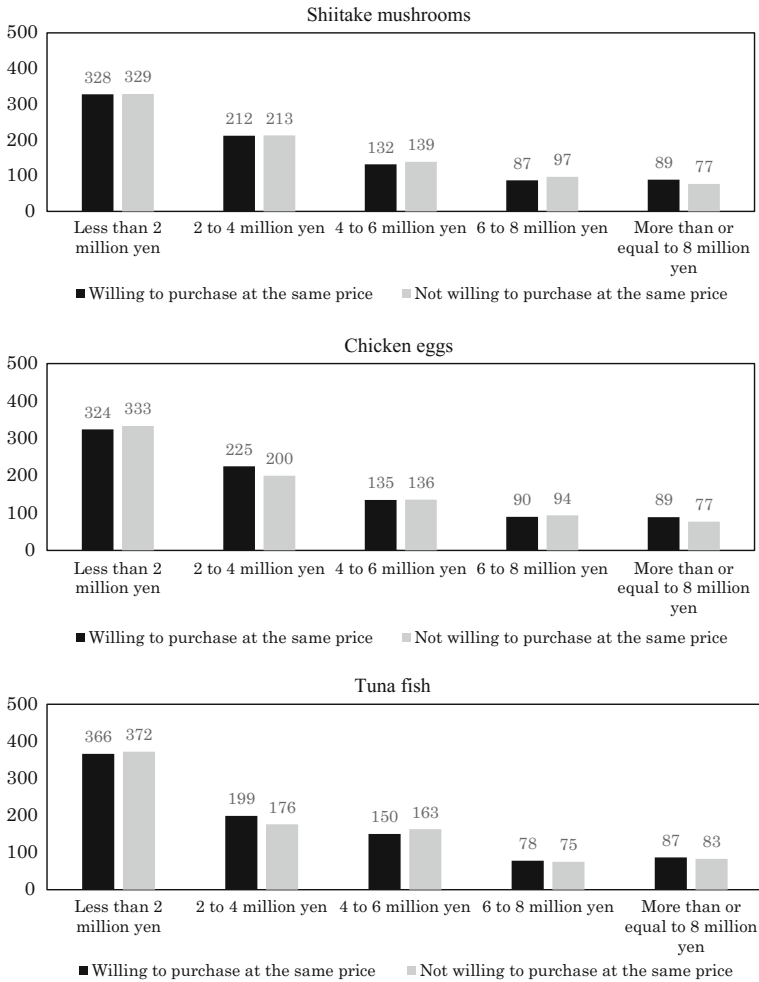 Shiitake mushrooms
500
400
300
200
100
0
328 329
212 213
132 139
87 97
89 77
Less than 2
million yen
2 to 4 million yen
4 to 6 million yen
6 to 8 million yen
More than or
equal to 8 million
yen
Willing to purchase at the same price
Not willing to purchase at the same price
Chicken eggs
500
400
300
200
100
0
324 333
225 200
135 136
90 94
89 77
Less than 2
million yen
2 to 4 million yen
4 to 6 million yen
6 to 8 million yen
More than or
equal to 8 million
yen
Willing to purchase at the same price
Not willing to purchase at the same price
Tuna fish
500
400
300
200
100
0
366 372
199 176
150 163
78 75
87 83
Less than 2
million yen
2 to 4 million yen
4 to 6 million yen
6 to 8 million yen
More than or
equal to 8 million
yen
Willing to purchase at the same price
Not willing to purchase at the same price